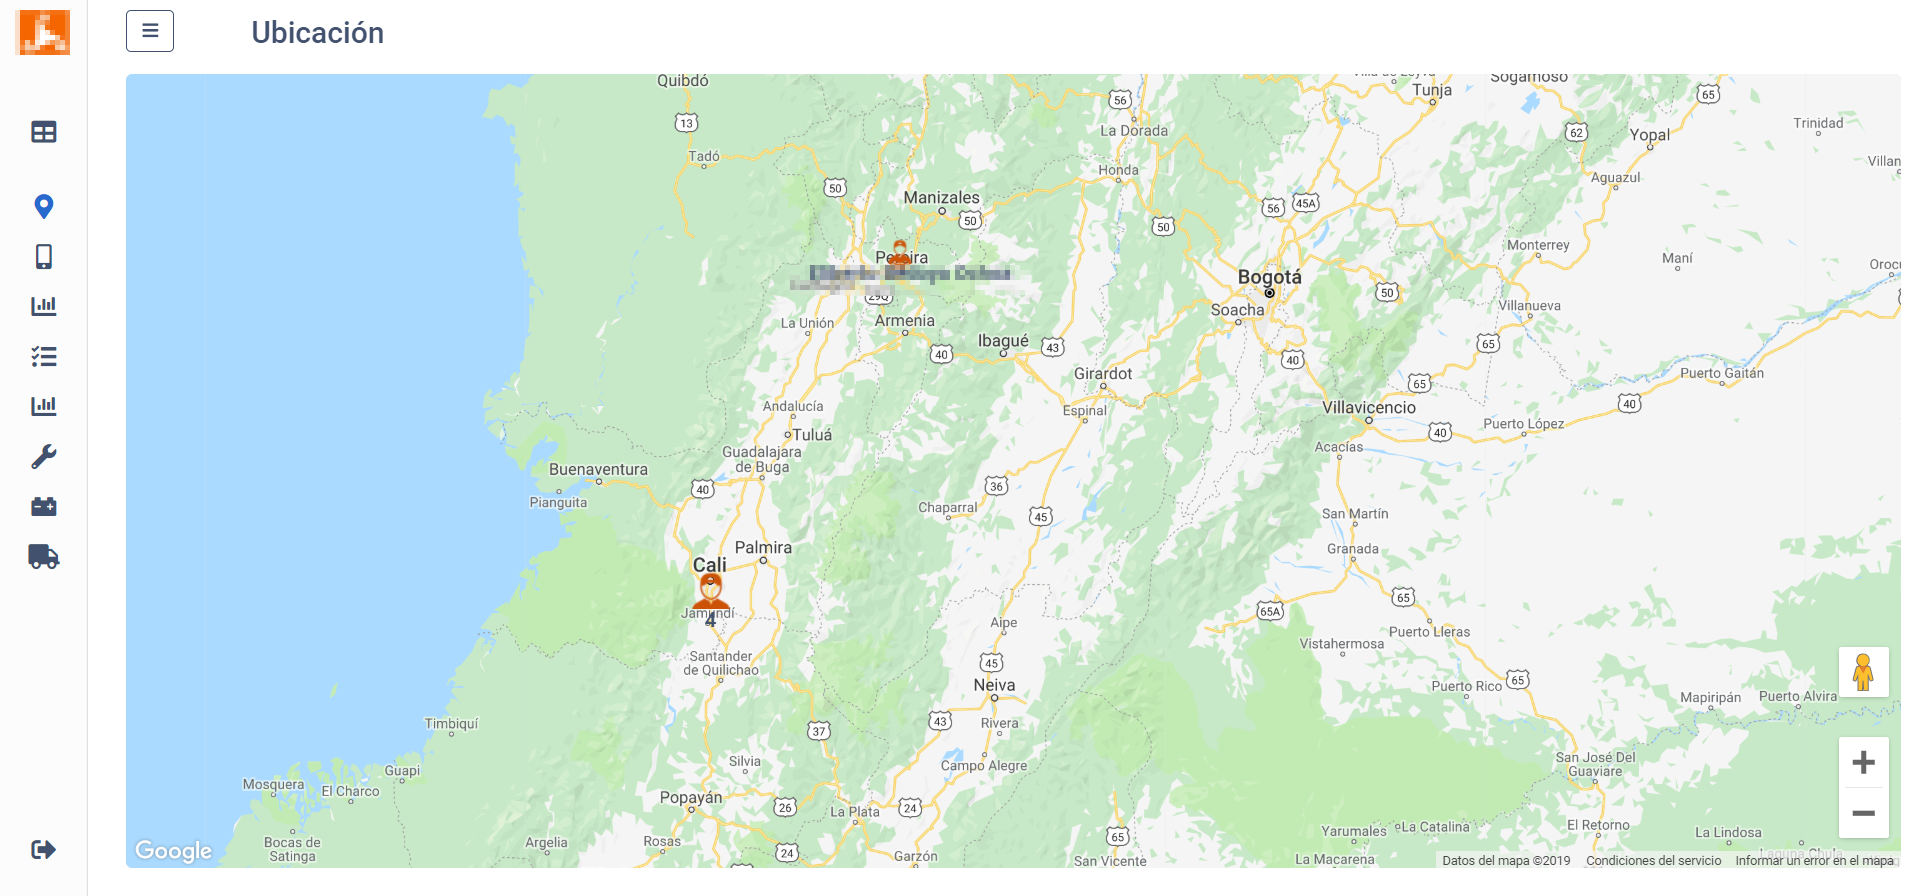 Ubicación
Quibdó
Sogamoso
Tunja
56
65
13
La Dorada
62
Yopal
Trinidad
Tadó
Honda
Villan
50
Aguazul
Manizales
56
45A
50
50
Monterrey
Pereira
Maní
Oroc
Bogotá
50
29Q
Villanueva
Soacha
La Unión
Armenia
Ibagué
43
65
40
40
Girardot
Puerto Gaitán
65
Andalucía
Espinal
Villavicencio
40
Tuluá
40
Puerto López
Guadalajara
de Buga
Acacías
Buenaventura
40
36
Pianguita
Chaparral
45
San Martín
Palmira
Granada
Cali
65
65A
Jamundí
4
Aipe
Puerto Lleras
Vistahermosa
Santander
de Quilichao
45
Neiva
65
Puerto Rico
Mapiripán
Puerto Alvira
Timbiquí
43
Rivera
37
Silvia
Campo Alegre
San José Del
Guaviare
Guapi
Mosquera
El Charco
Popayán
26
24
La Plata
65
El Retorno
Yarumales
La Catalina
La Lindosa
Bocas de
Satinga
Argelia
Rosas
24
Garzón
San Vicente
La Macarena
Google
Datos del mapa ©2019
Condiciones del servicio
Informar un error en el mapa